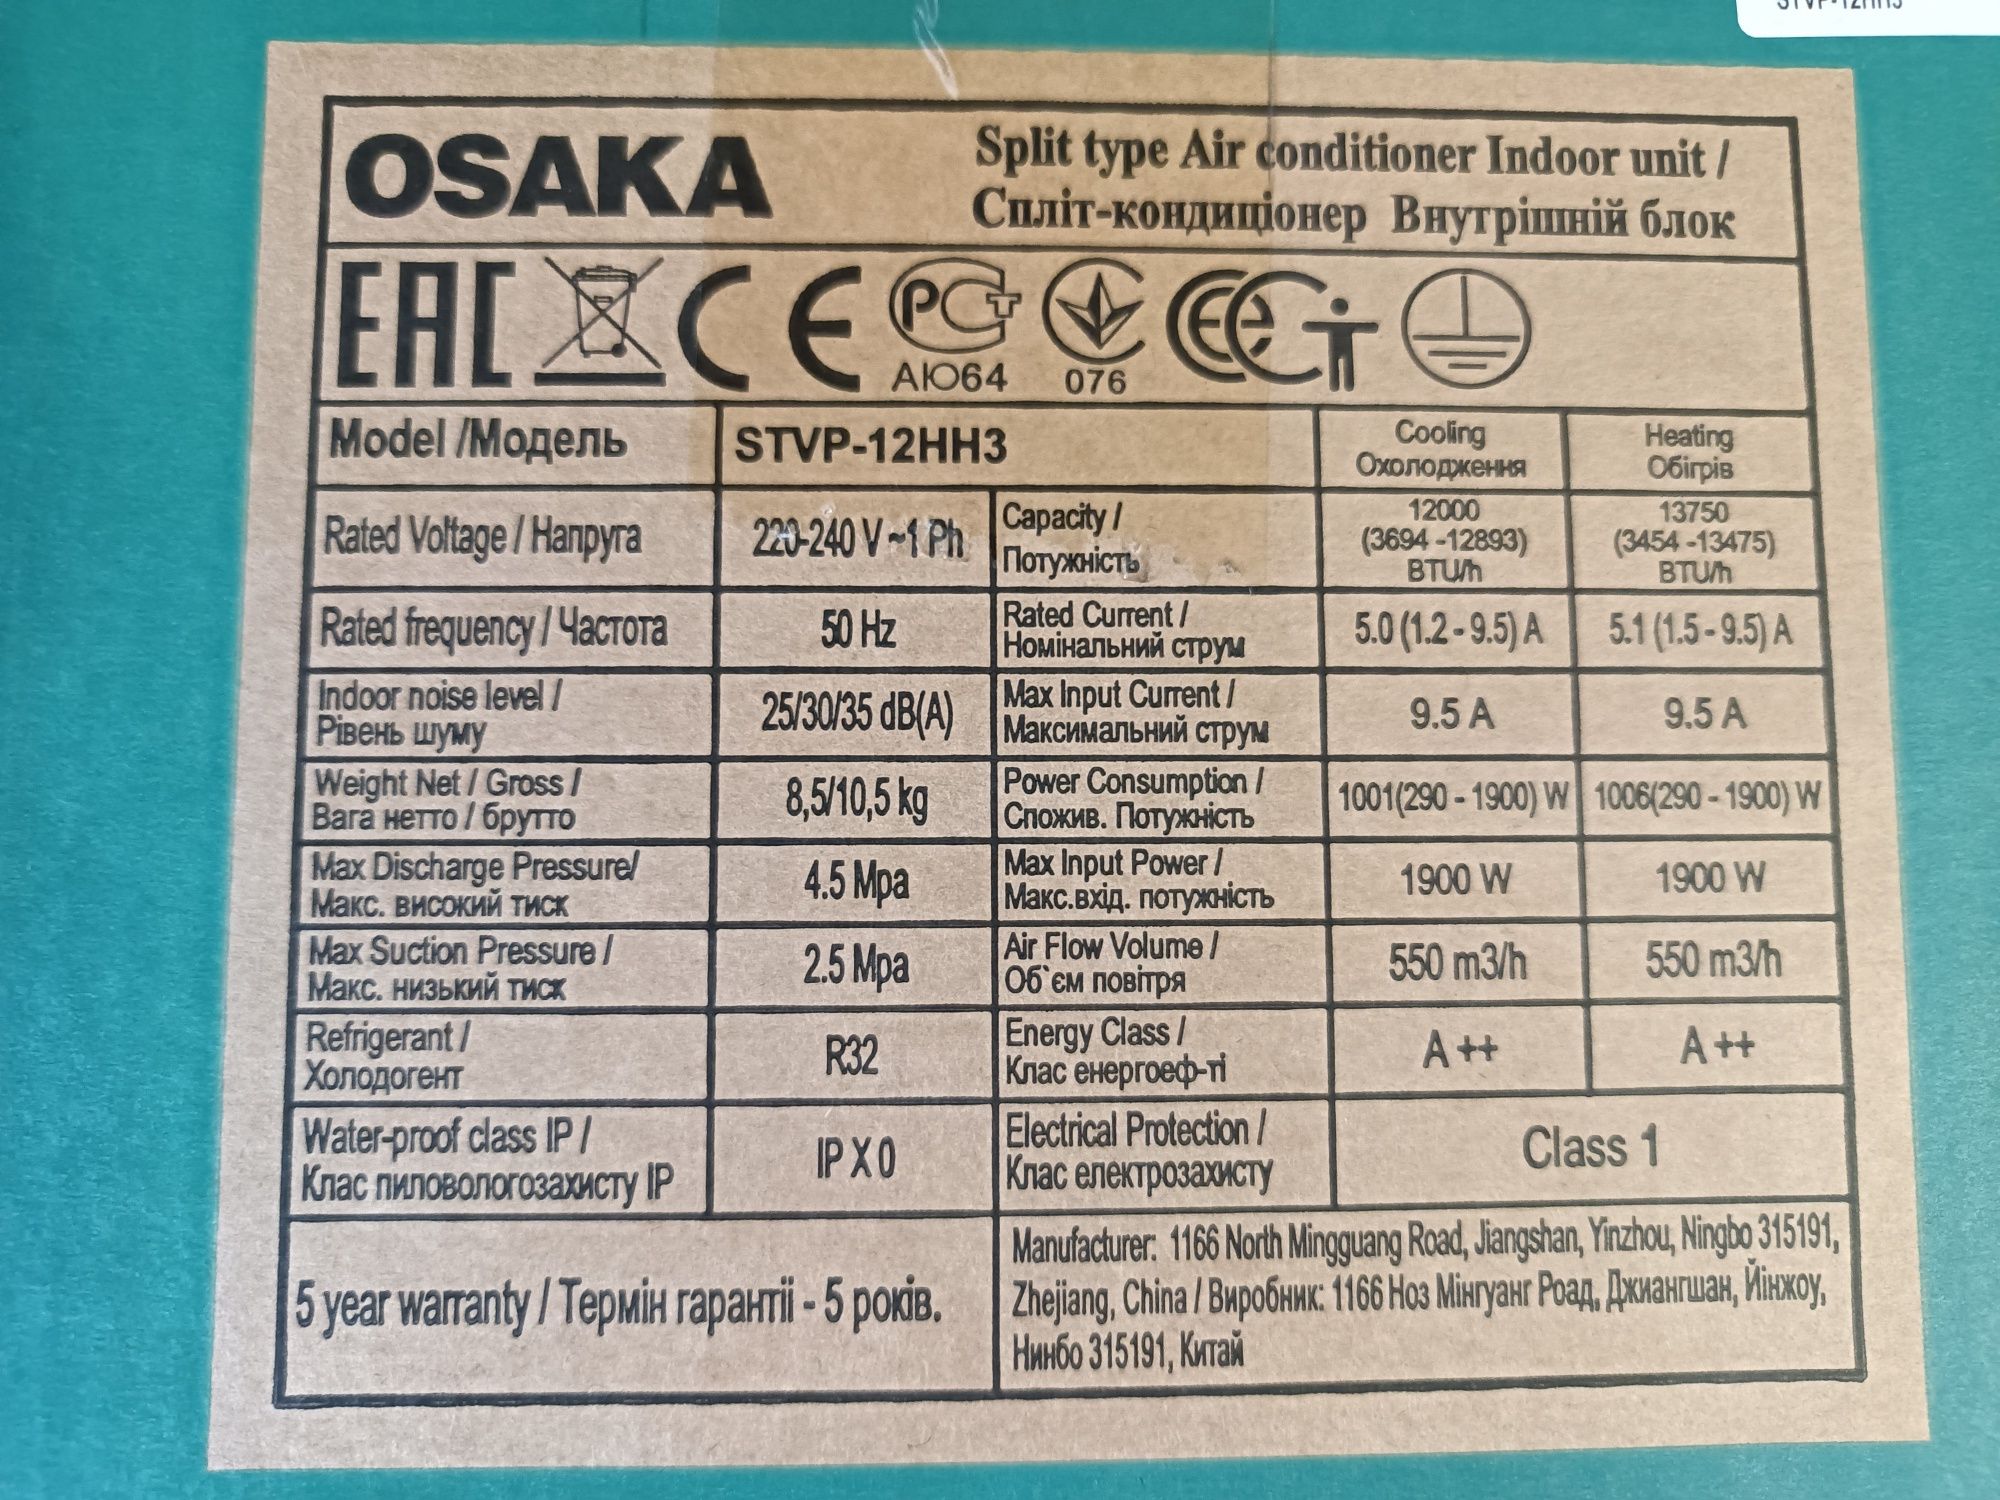 STVP-12HH3
OSAKA
Split type Air conditioner Indoor unit /
Спліт-кондиціонер Внутрішній блок
EAC
CE
РСТ
АЮ64
076
Model /Модель
STVP-12HH3
Cooling
Охолодження
Heating
Обігрів
Rated Voltage / Напруга
220-240 V ~1 Ph
Capacity /
Потужність
12000
(3694 -12893)
BTU/h
13750
(3454 -13475)
BTU/h
Rated frequency / Частота
50 Hz
Rated Current /
Номінальний струм
5.0 (1.2 - 9.5) A
5.1 (1.5 - 9.5) A
Indoor noise level /
Рівень шуму
25/30/35 dB(A)
Max Input Current /
Максимальний струм
9.5 A
9.5 A
Weight Net / Gross /
Вага нетто / брутто
8,5/10,5 kg
Power Consumption /
Спожив. Потужність
1001(290 - 1900) W
1006(290 - 1900) W
Max Discharge Pressure/
Макс. високий тиск
4.5 Mpa
Max Input Power /
Макс.вхід. потужність
1900 W
1900 W
Max Suction Pressure /
Макс. низький тиск
2.5 Mpa
Air Flow Volume /
Об`єм повітря
550 m3/h
550 m3/h
Refrigerant /
Холодогент
R32
Energy Class /
Клас енергоеф-ті
A ++
A ++
Water-proof class IP /
Клас пиловологозахисту IP
IP X 0
Electrical Protection /
Клас електрозахисту
Class 1
5 year warranty / Термін гарантії - 5 років.
Manufacturer: 1166 North Mingguang Road, Jiangshan, Yinzhou, Ningbo 315191,
Zhejiang, China / Виробник: 1166 Ноз Мінгуанг Роад, Джиангшан, Йінжоу,
Нинбо 315191, Китай